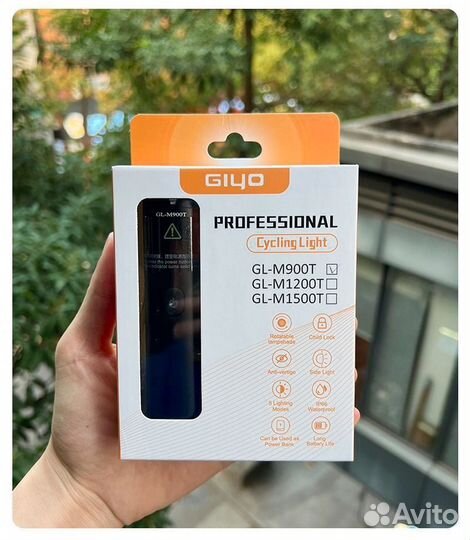 GIYO
PROFESSIONAL
Cycling Light
GL-M900T
GL-M900T
GL-M1200T
GL-M1500T
Rotatable
lampshade
Child Lock
Anti-vertigo
Side Light
5 Lighting
Modes
Waterproof
Can be Used as
Power Bank
Long
Battery Life
Avito